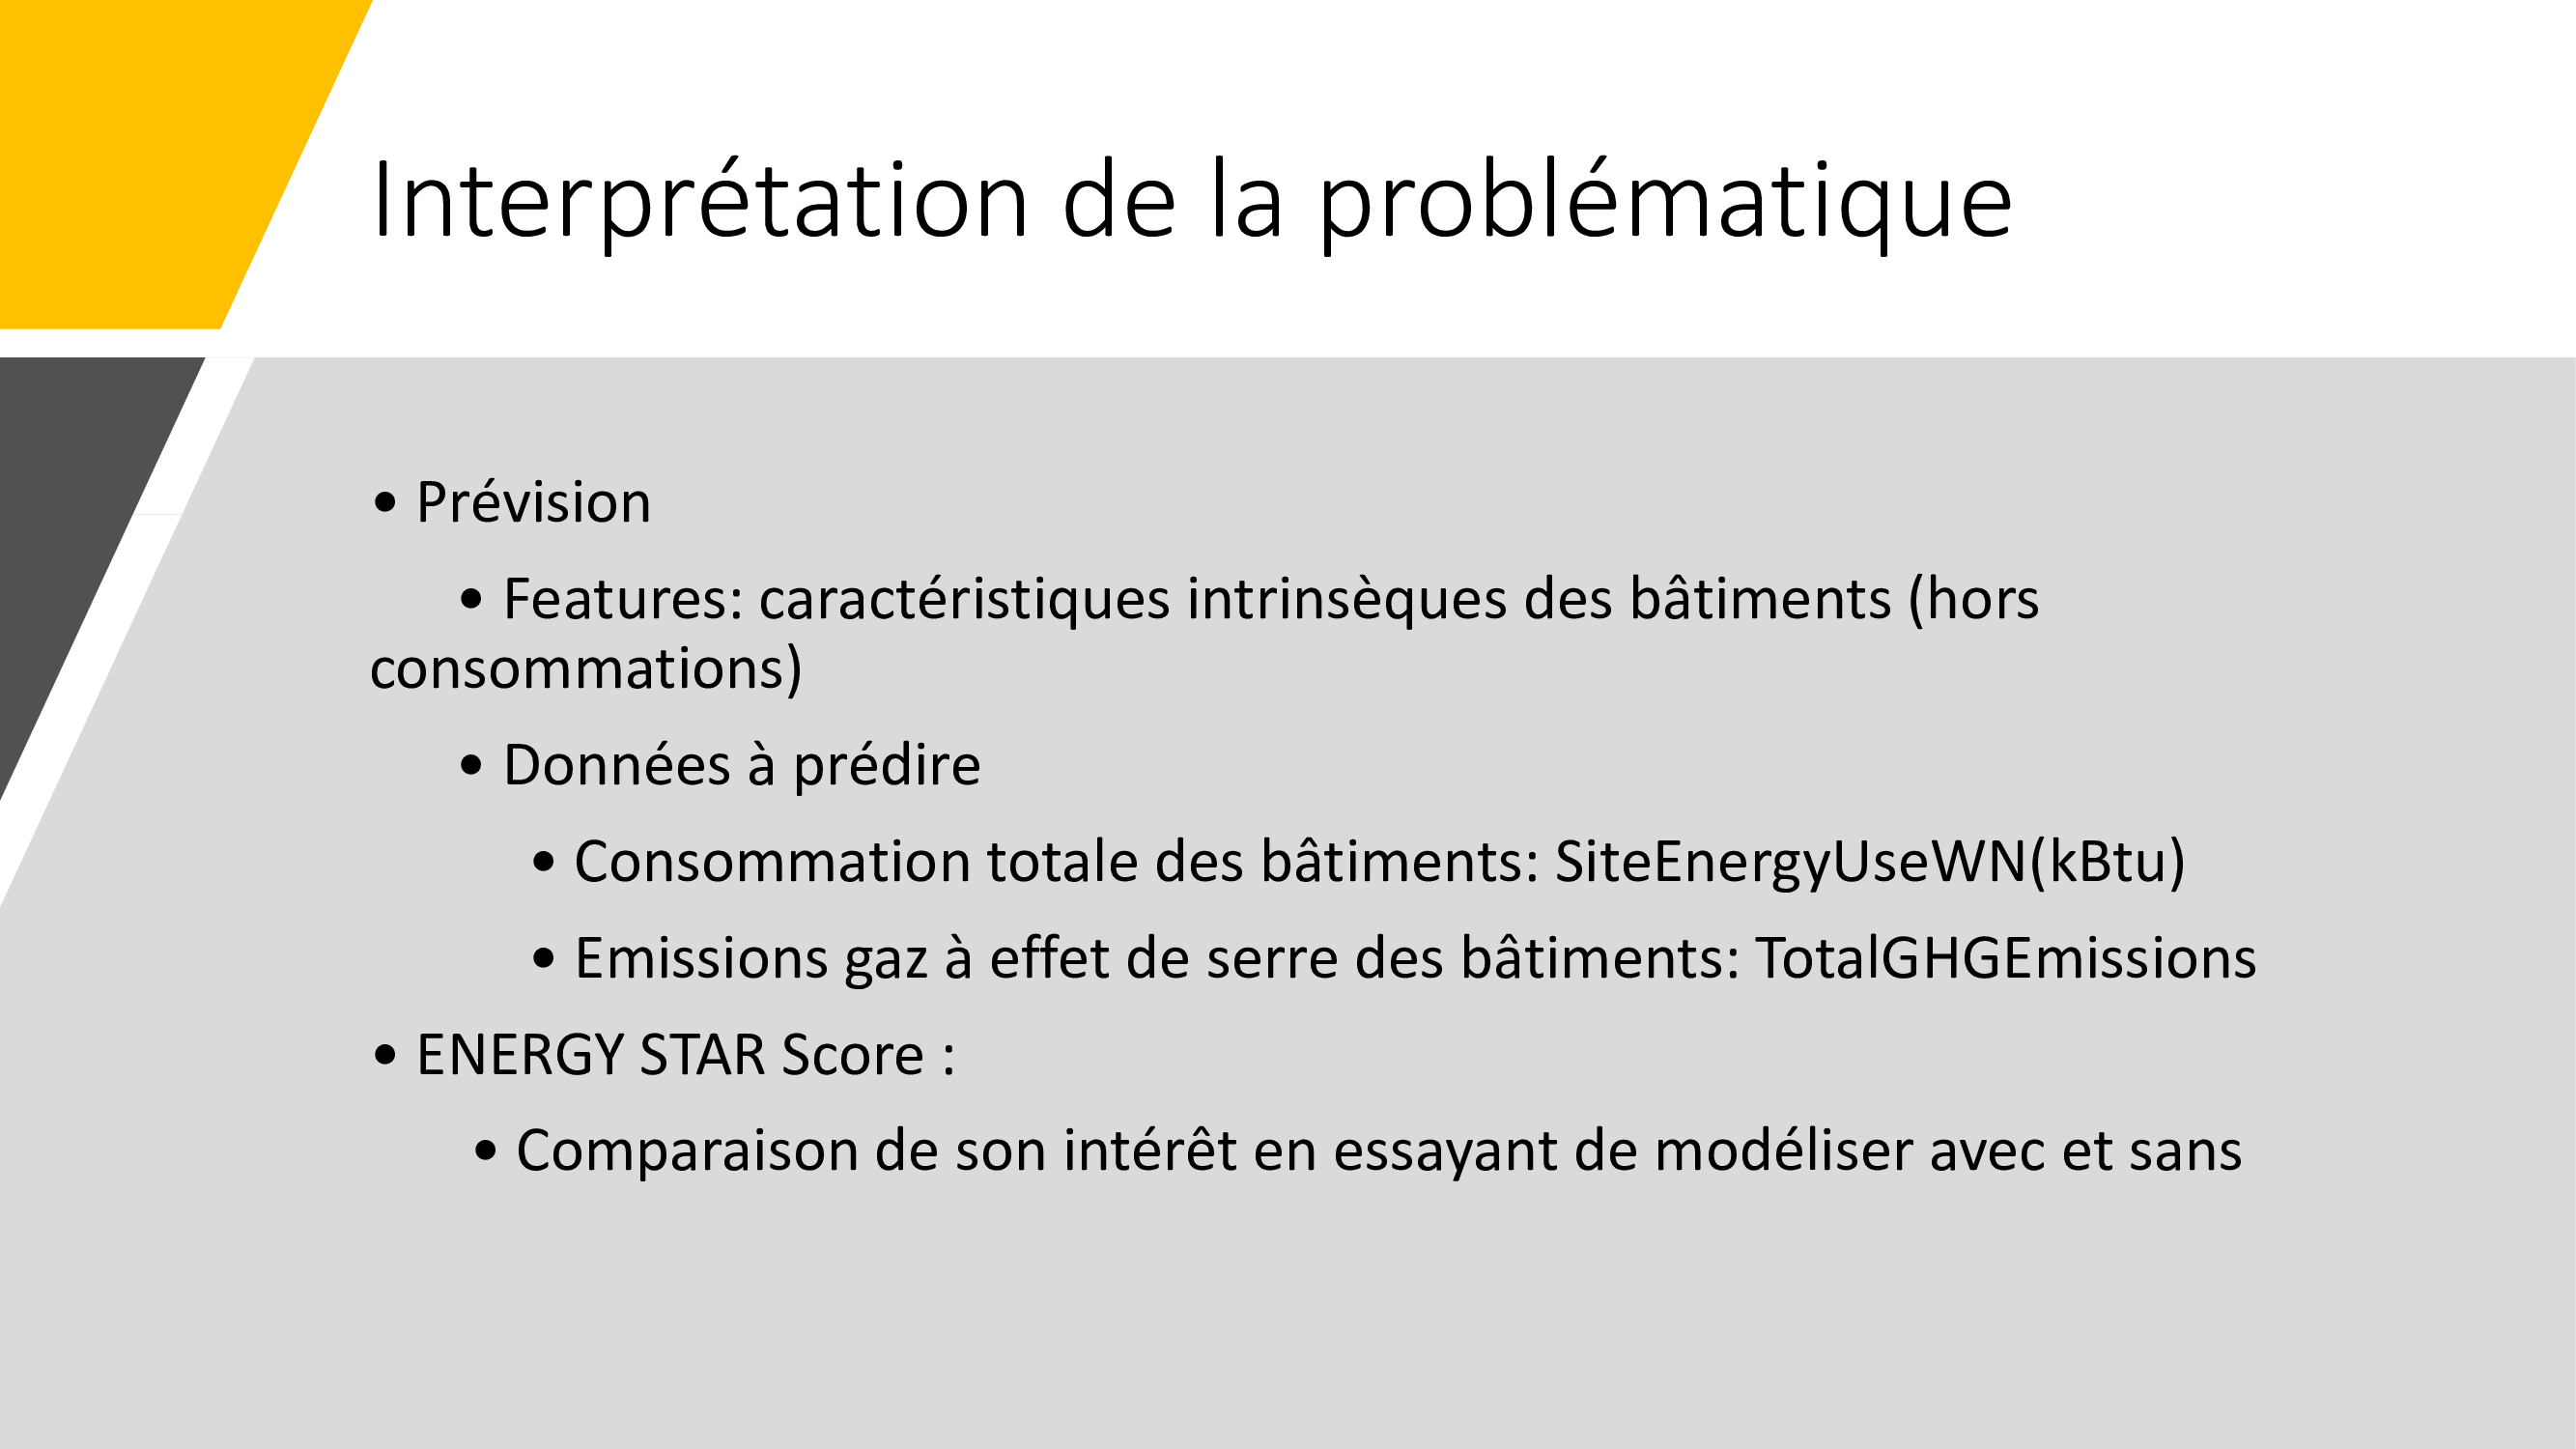 Interprétation de la problématique
• Prévision
• Features: caractéristiques intrinsèques des bâtiments (hors
consommations)
• Données à prédire
• Consommation totale des bâtiments: SiteEnergyUseWN(kBtu)
• Emissions gaz à effet de serre des bâtiments: TotalGHGEmissions
• ENERGY STAR Score :
• Comparaison de son intérêt en essayant de modéliser avec et sans